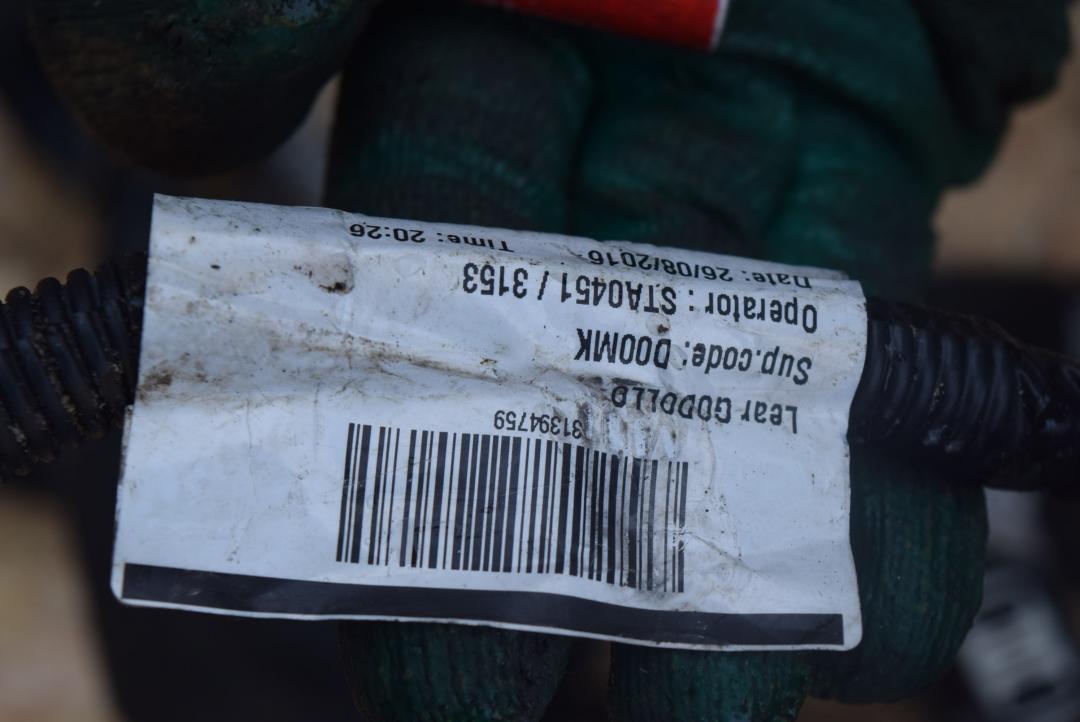 31394759
Lear GODOLLO
Sup.code: D00MK
Operator : STA0451 / 3153
Date: 26/08/2016 Time: 20:26